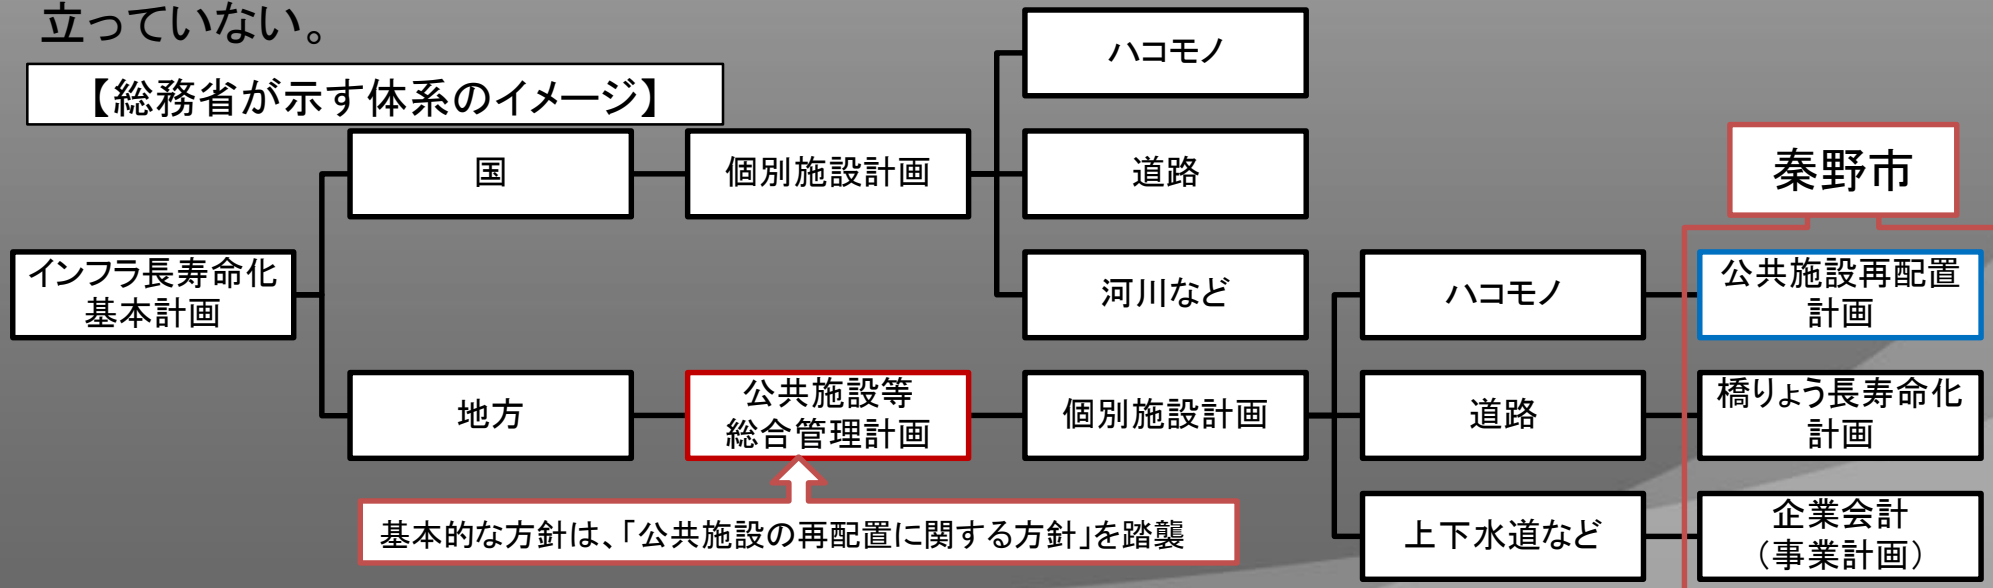 立っていない。
【総務省が示す体系のイメージ】
ハコモノ
国
個別施設計画
道路
秦野市
インフラ長寿命化
基本計画
河川など
ハコモノ
公共施設再配置
計画
地方
公共施設等
総合管理計画
個別施設計画
道路
橋りょう長寿命化
計画
基本的な方針は、「公共施設の再配置に関する方針」を踏襲
上下水道など
企業会計
（事業計画）